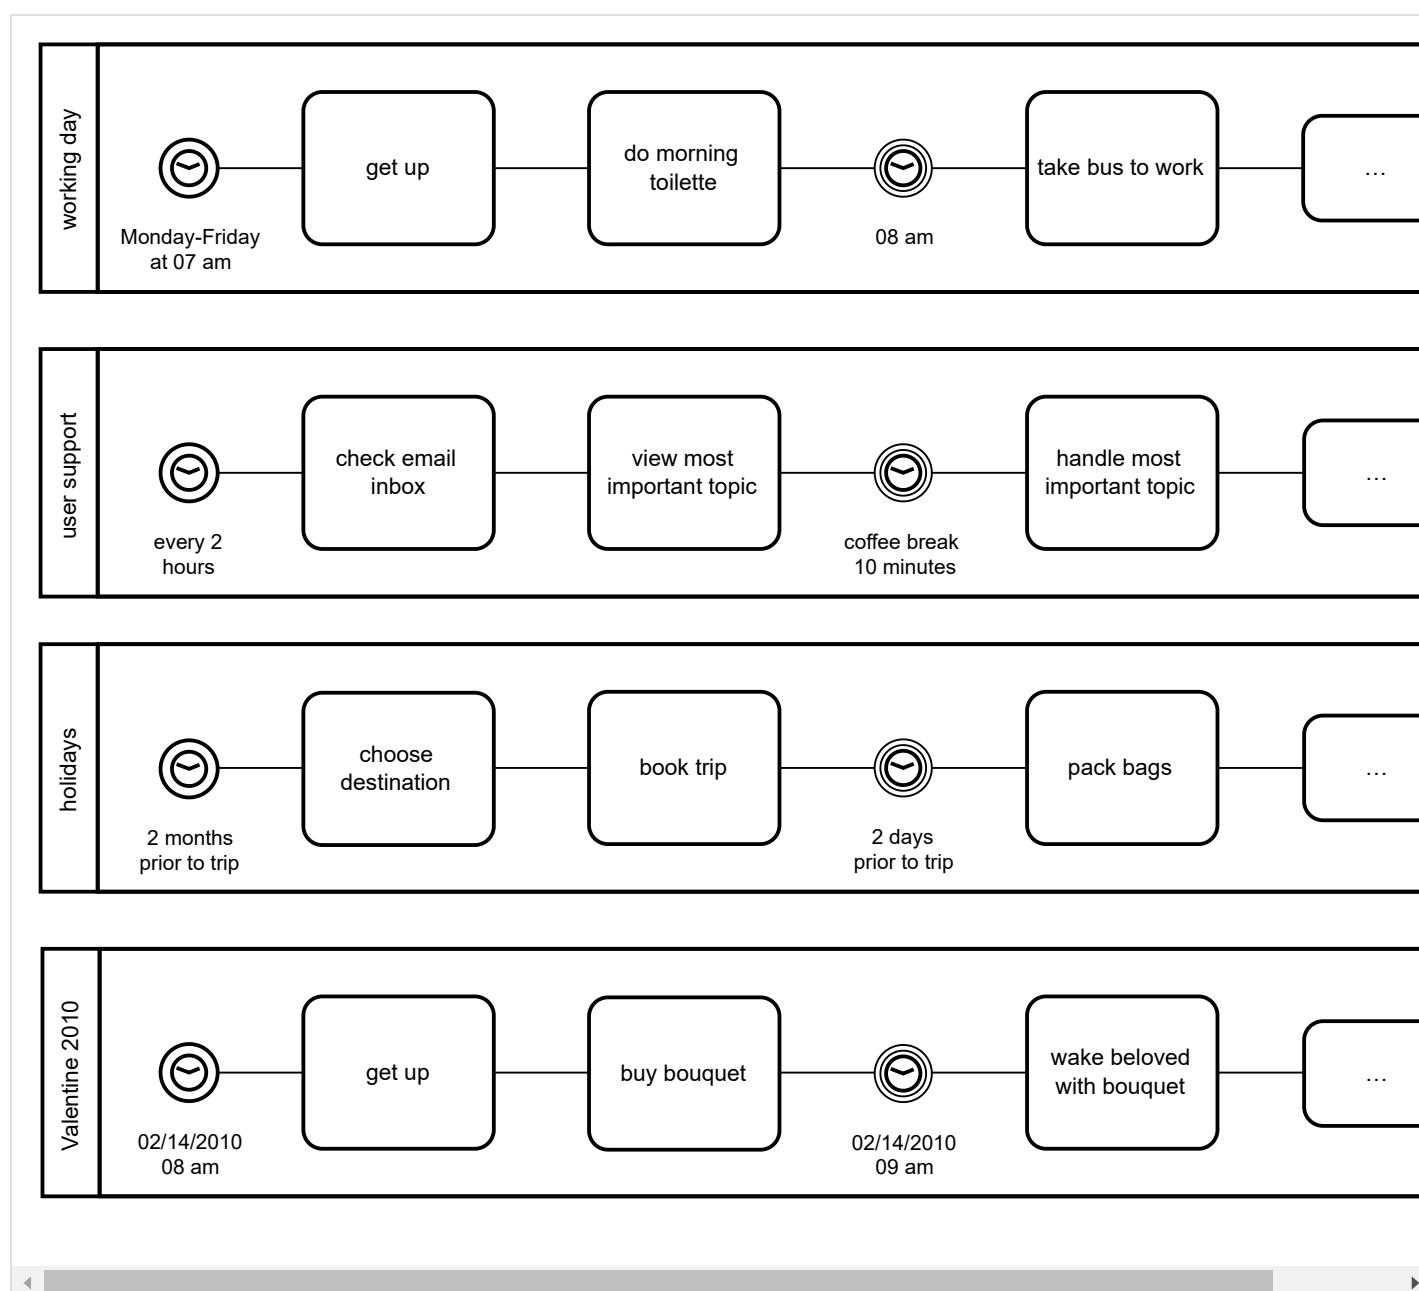 working day
Monday-Friday
at 07 am
get up
do morning
toilette
08 am
take bus to work
...
user support
every 2
hours
check email
inbox
view most
important topic
coffee break
10 minutes
handle most
important topic
...
holidays
2 months
prior to trip
choose
destination
book trip
2 days
prior to trip
pack bags
...
Valentine 2010
02/14/2010
08 am
get up
buy bouquet
02/14/2010
09 am
wake beloved
with bouquet
...